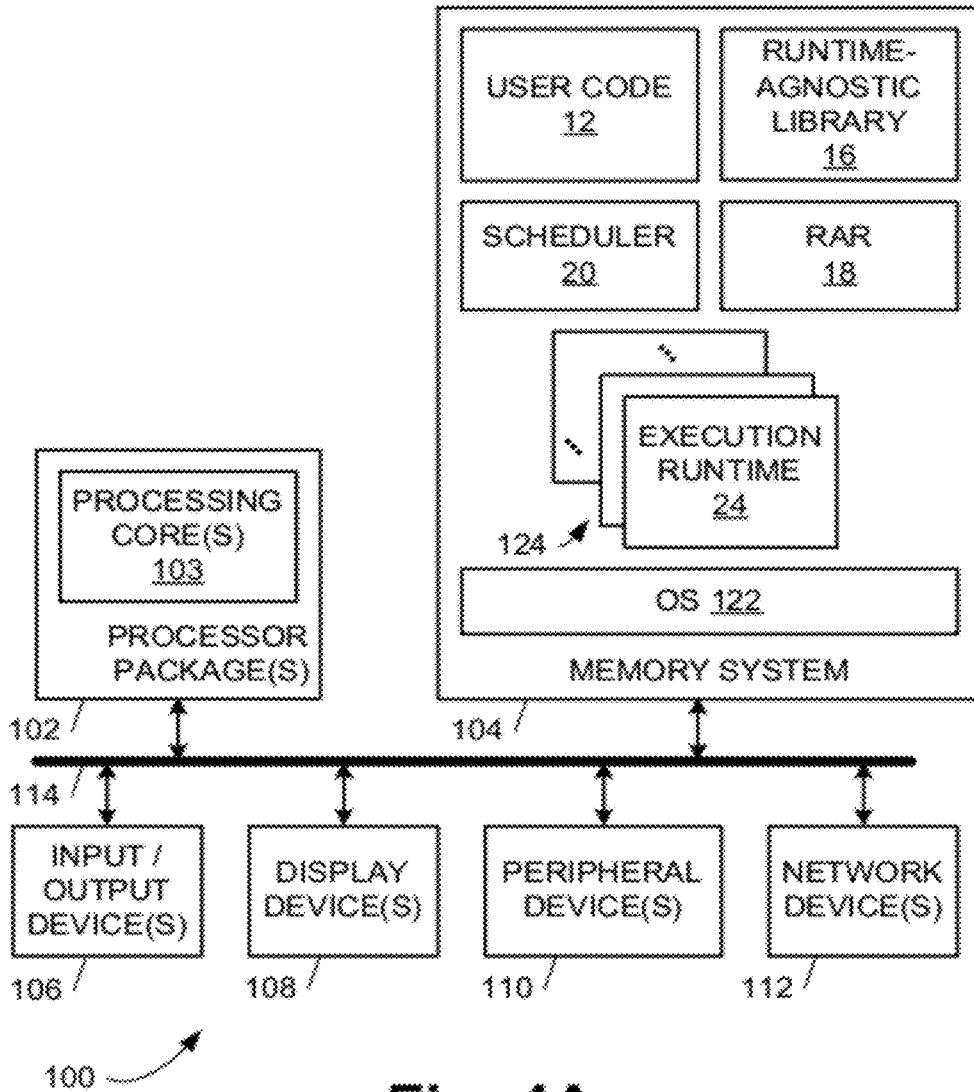 USER CODE
12
RUNTIME-
AGNOSTIC
LIBRARY
16
SCHEDULER
20
RAR
18
EXECUTION
RUNTIME
24
124
OS 122
MEMORY SYSTEM
104
PROCESSING
CORE(S)
103
PROCESSOR
PACKAGE(S)
102
114
INPUT /
OUTPUT
DEVICE(S)
106
DISPLAY
DEVICE(S)
108
PERIPHERAL
DEVICE(S)
110
NETWORK
DEVICE(S)
112
100